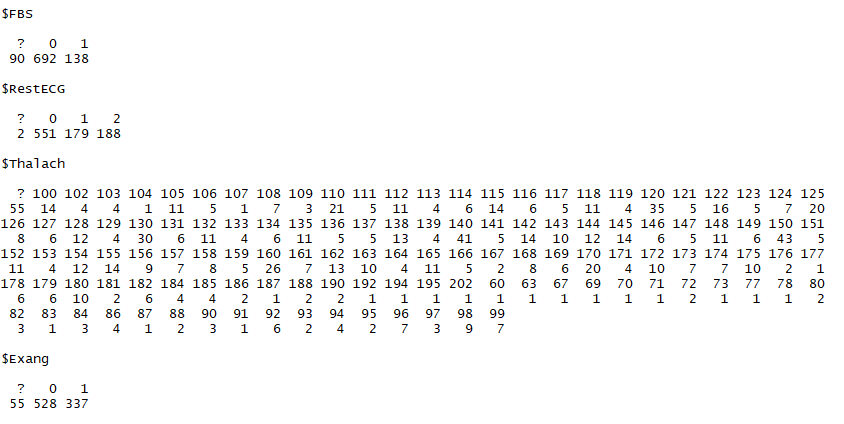 $FBS
  ?   0   1
 90 692 138
$RestECG
  ?   0   1   2
  2 551 179 188
$Thalach
  ? 100 102 103 104 105 106 107 108 109 110 111 112 113 114 115 116 117 118 119 120 121 122 123 124 125
 55  14   4   4   1  11   5   1   7   3  21   5  11   4   6  14   6   5  11   4  35   5  16   5   7  20
126 127 128 129 130 131 132 133 134 135 136 137 138 139 140 141 142 143 144 145 146 147 148 149 150 151
  8   6  12   4  30   6  11   4   6  11   5   5  13   4  41   5  14  10  12  14   6   5  11   6  43   5
152 153 154 155 156 157 158 159 160 161 162 163 164 165 166 167 168 169 170 171 172 173 174 175 176 177
 11   4  12  14   9   7   8   5  26   7  13  10   4  11   5   2   8   6  20   4  10   7   7  10   2   1
178 179 180 181 182 184 185 186 187 188 190 192 194 195 202  60  63  67  69  70  71  72  73  77  78  80
  6   6  10   2   6   4   4   2   1   2   2   1   1   1   1   1   1   1   1   1   1   2   1   1   1   2
 82  83  84  86  87  88  90  91  92  93  94  95  96  97  98  99
  3   1   3   4   1   2   3   1   6   2   4   2   7   3   9   7
$Exang
  ?   0   1
 55 528 337